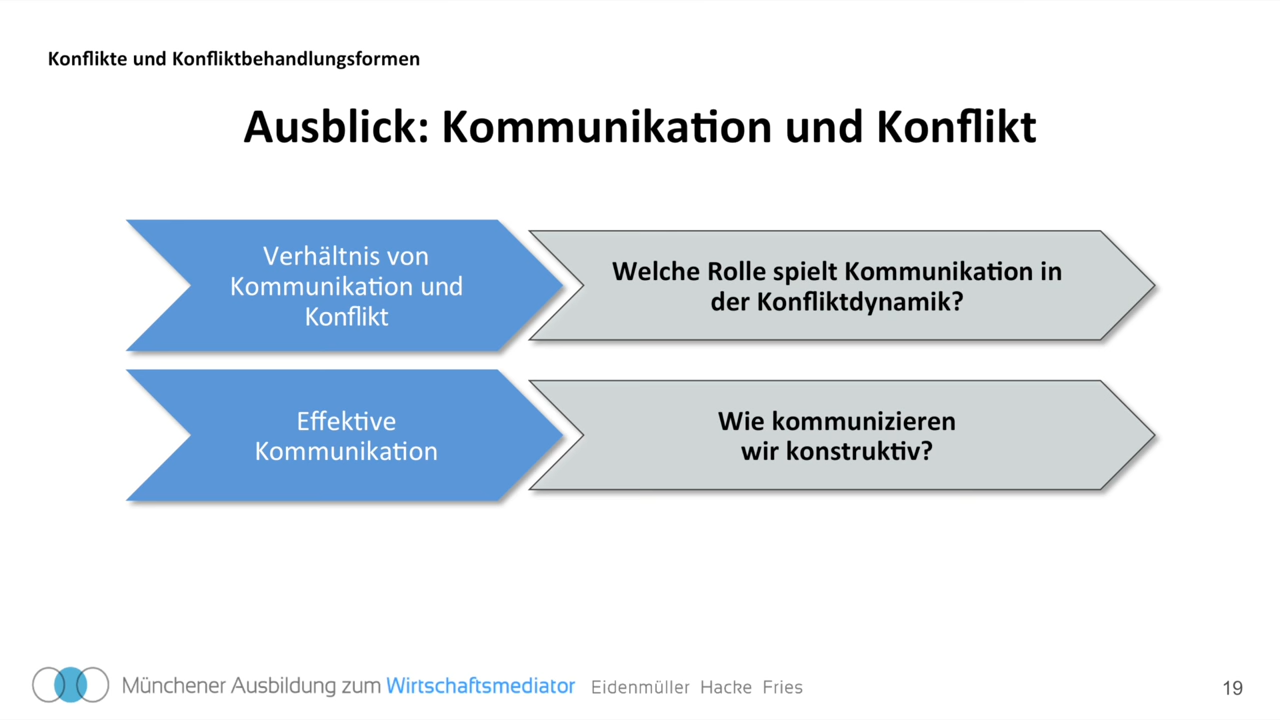 Konflikte und Konfliktbehandlungsformen
Ausblick: Kommunikation und Konflikt
Verhältnis von
Kommunikation und
Konflikt
Welche Rolle spielt Kommunikation in
der Konfliktdynamik?
Effektive
Kommunikation
Wie kommunizieren
wir konstruktiv?
Münchener Ausbildung zum Wirtschaftsmediator Eidenmüller Hacke Fries
19